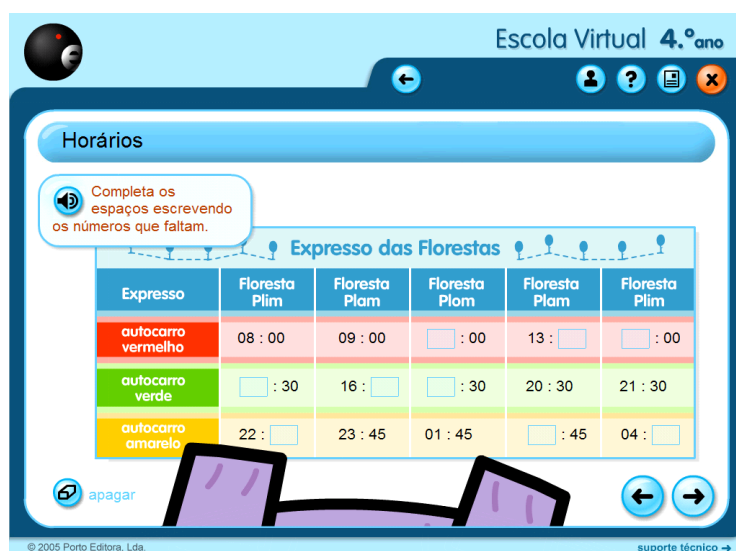 Escola Virtual 4.º ano
Horários
Completa os
espaços escrevendo
os números que faltam.
Expresso das Florestas
Expresso
Floresta
Plim
Floresta
Plam
Floresta
Plom
Floresta
Plam
Floresta
Plim
autocarro
vermelho
08 : 00
09 : 00
: 00
13 :
: 00
autocarro
verde
: 30
16 :
: 30
20 : 30
21 : 30
autocarro
amarelo
22 :
23 : 45
01 : 45
: 45
04 :
apagar
© 2005 Porto Editora, Lda.
suporte técnico